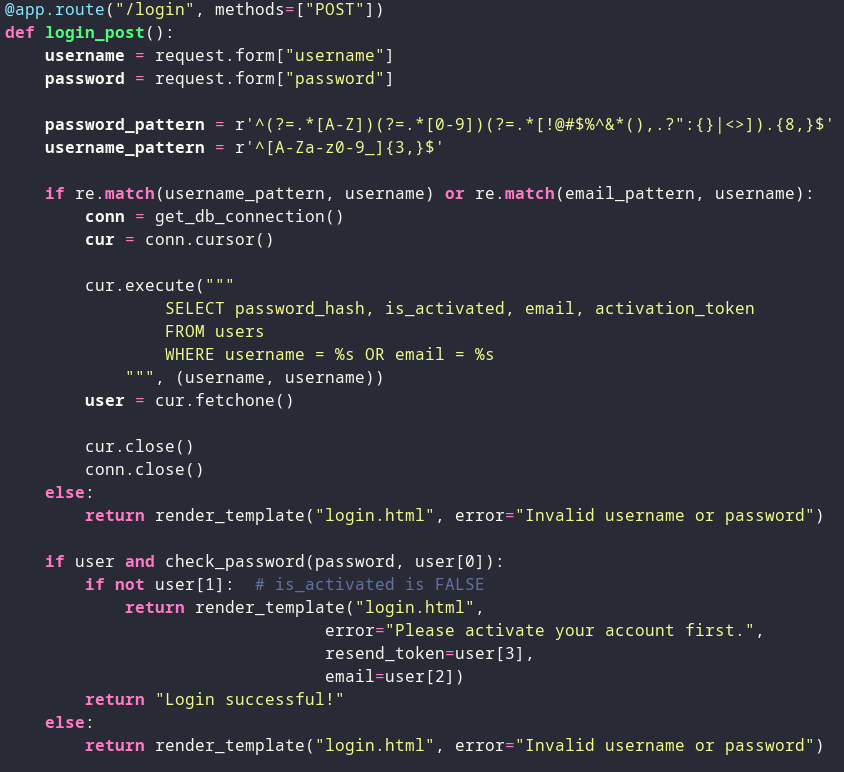 @app.route("/login", methods=["POST"])
def login_post():
    username = request.form["username"]
    password = request.form["password"]

    password_pattern = r'^(?=.*[A-Z])(?=.*[0-9])(?=.*[!@#$%^&*(),.?":{}|<>]).{8,}$'
    username_pattern = r'^[A-Za-z0-9_]{3,}$'

    if re.match(username_pattern, username) or re.match(email_pattern, username):
        conn = get_db_connection()
        cur = conn.cursor()

        cur.execute("""
                SELECT password_hash, is_activated, email, activation_token
                FROM users
                WHERE username = %s OR email = %s
            """, (username, username))
        user = cur.fetchone()

        cur.close()
        conn.close()
    else:
        return render_template("login.html", error="Invalid username or password")

    if user and check_password(password, user[0]):
        if not user[1]:  # is_activated is FALSE
            return render_template("login.html",
                                error="Please activate your account first.",
                                resend_token=user[3],
                                email=user[2])
        return "Login successful!"
    else:
        return render_template("login.html", error="Invalid username or password")